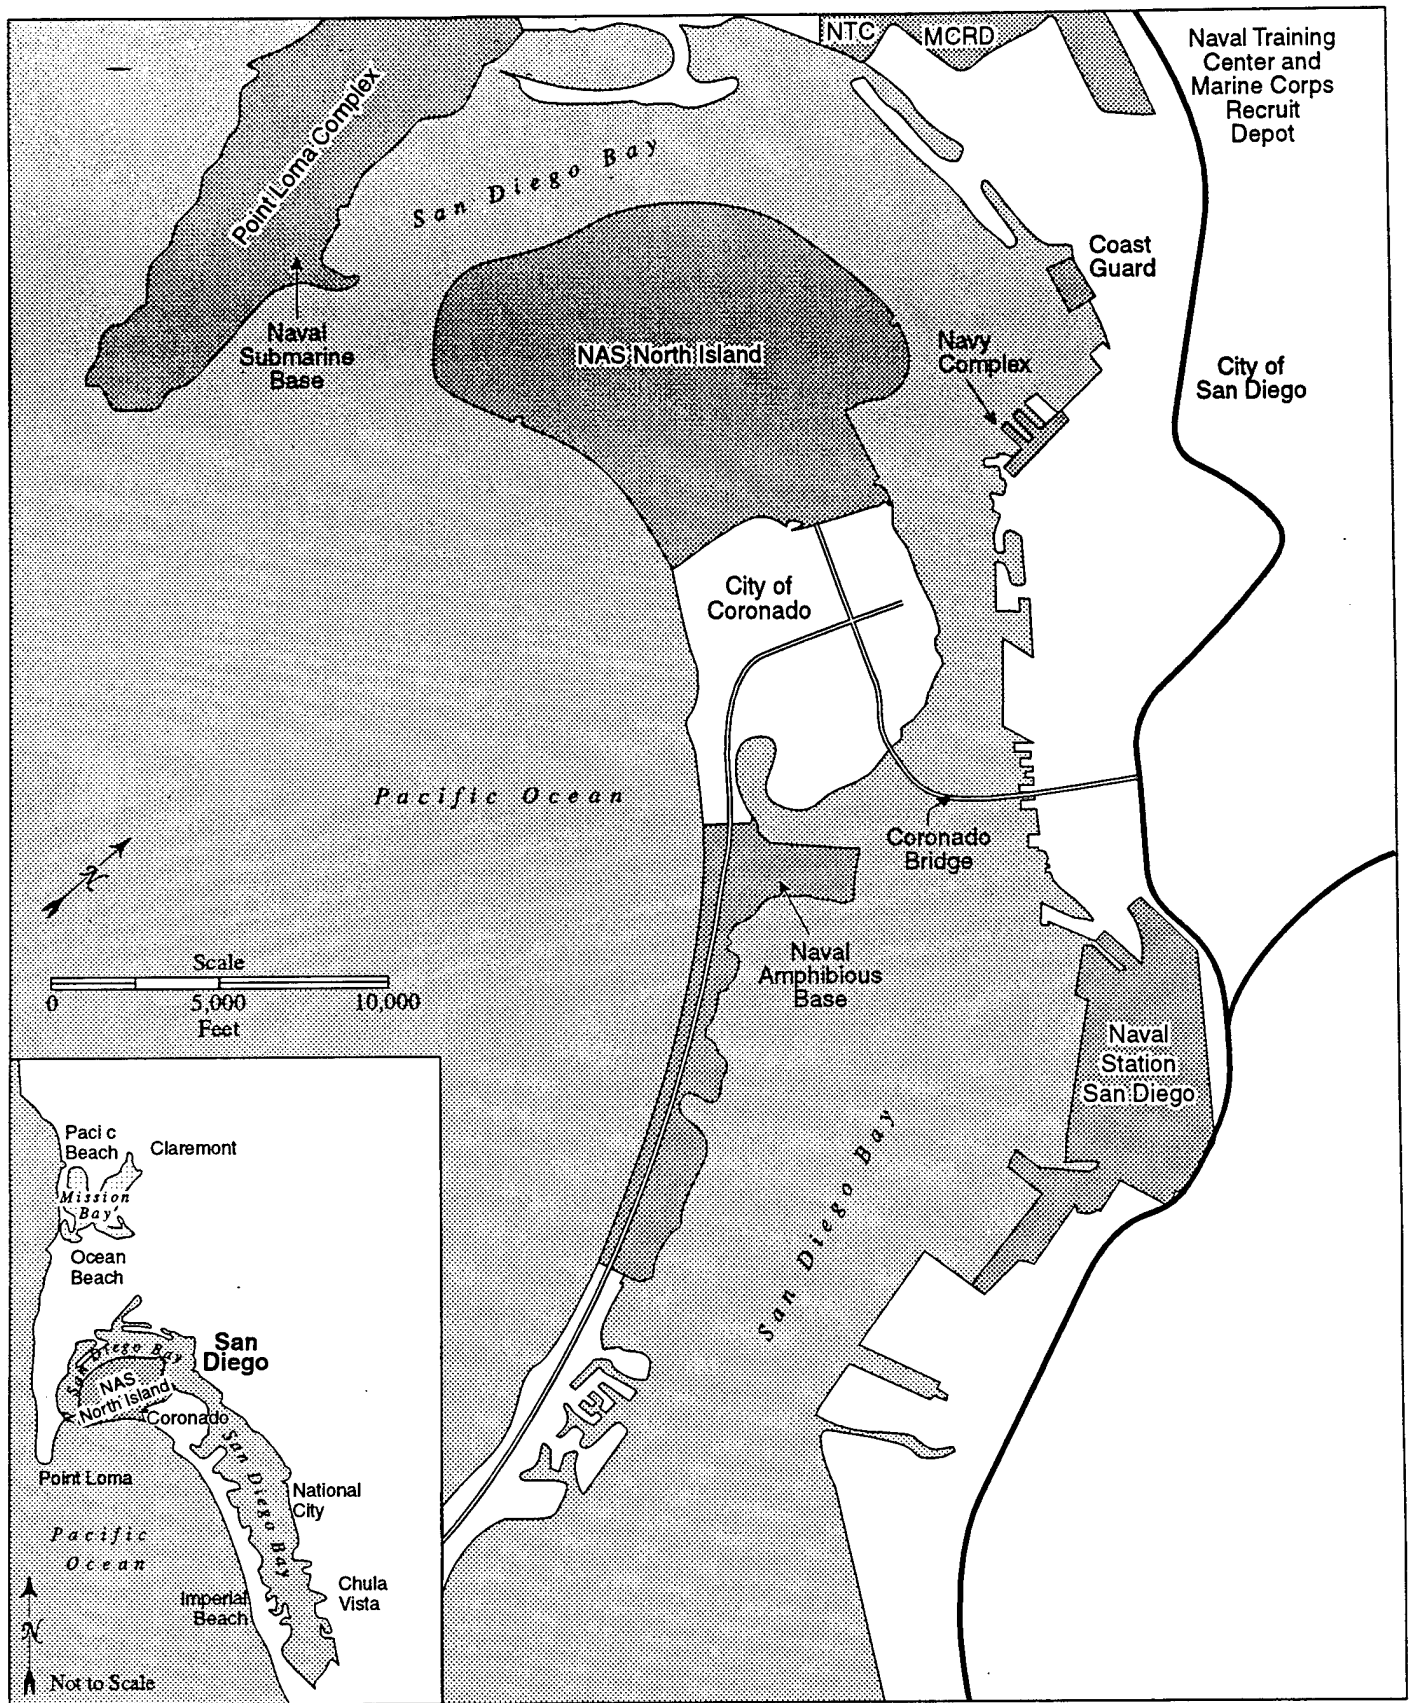 NTC
MCRD
Naval Training
Center and
Marine Corps
Recruit
Depot
Point Loma Complex
San Diego Bay
Coast
Guard
Naval
Submarine
Base
NAS North Island
Navy
Complex
City of
San Diego
City of
Coronado
Pacific Ocean
Coronado
Bridge
N
Naval
Amphibious
Base
Scale
0 5,000 10,000
Feet
Naval
Station
San Diego
San Diego Bay
Paci c
Beach
Claremont
Mission
Bay
Ocean
Beach
San
Diego
San Diego Bay
NAS
North Island
Coronado
Point Loma
San Diego Bay
National
City
Pacific
Ocean
Imperial
Beach
Chula
Vista
N
Not to Scale